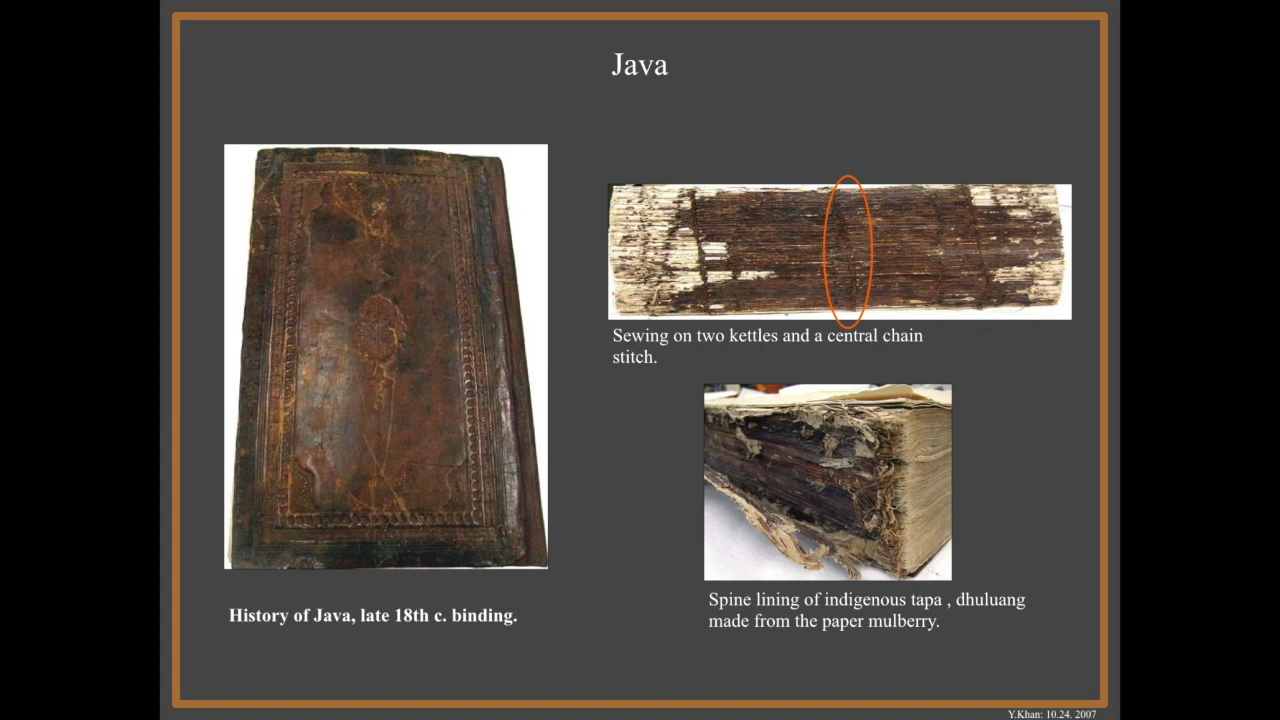 Java
Sewing on two kettles and a central chain
stitch.
History of Java, late 18th c. binding.
Spine lining of indigenous tapa , dhuluang
made from the paper mulberry.
Y.Khan: 10.24. 2007